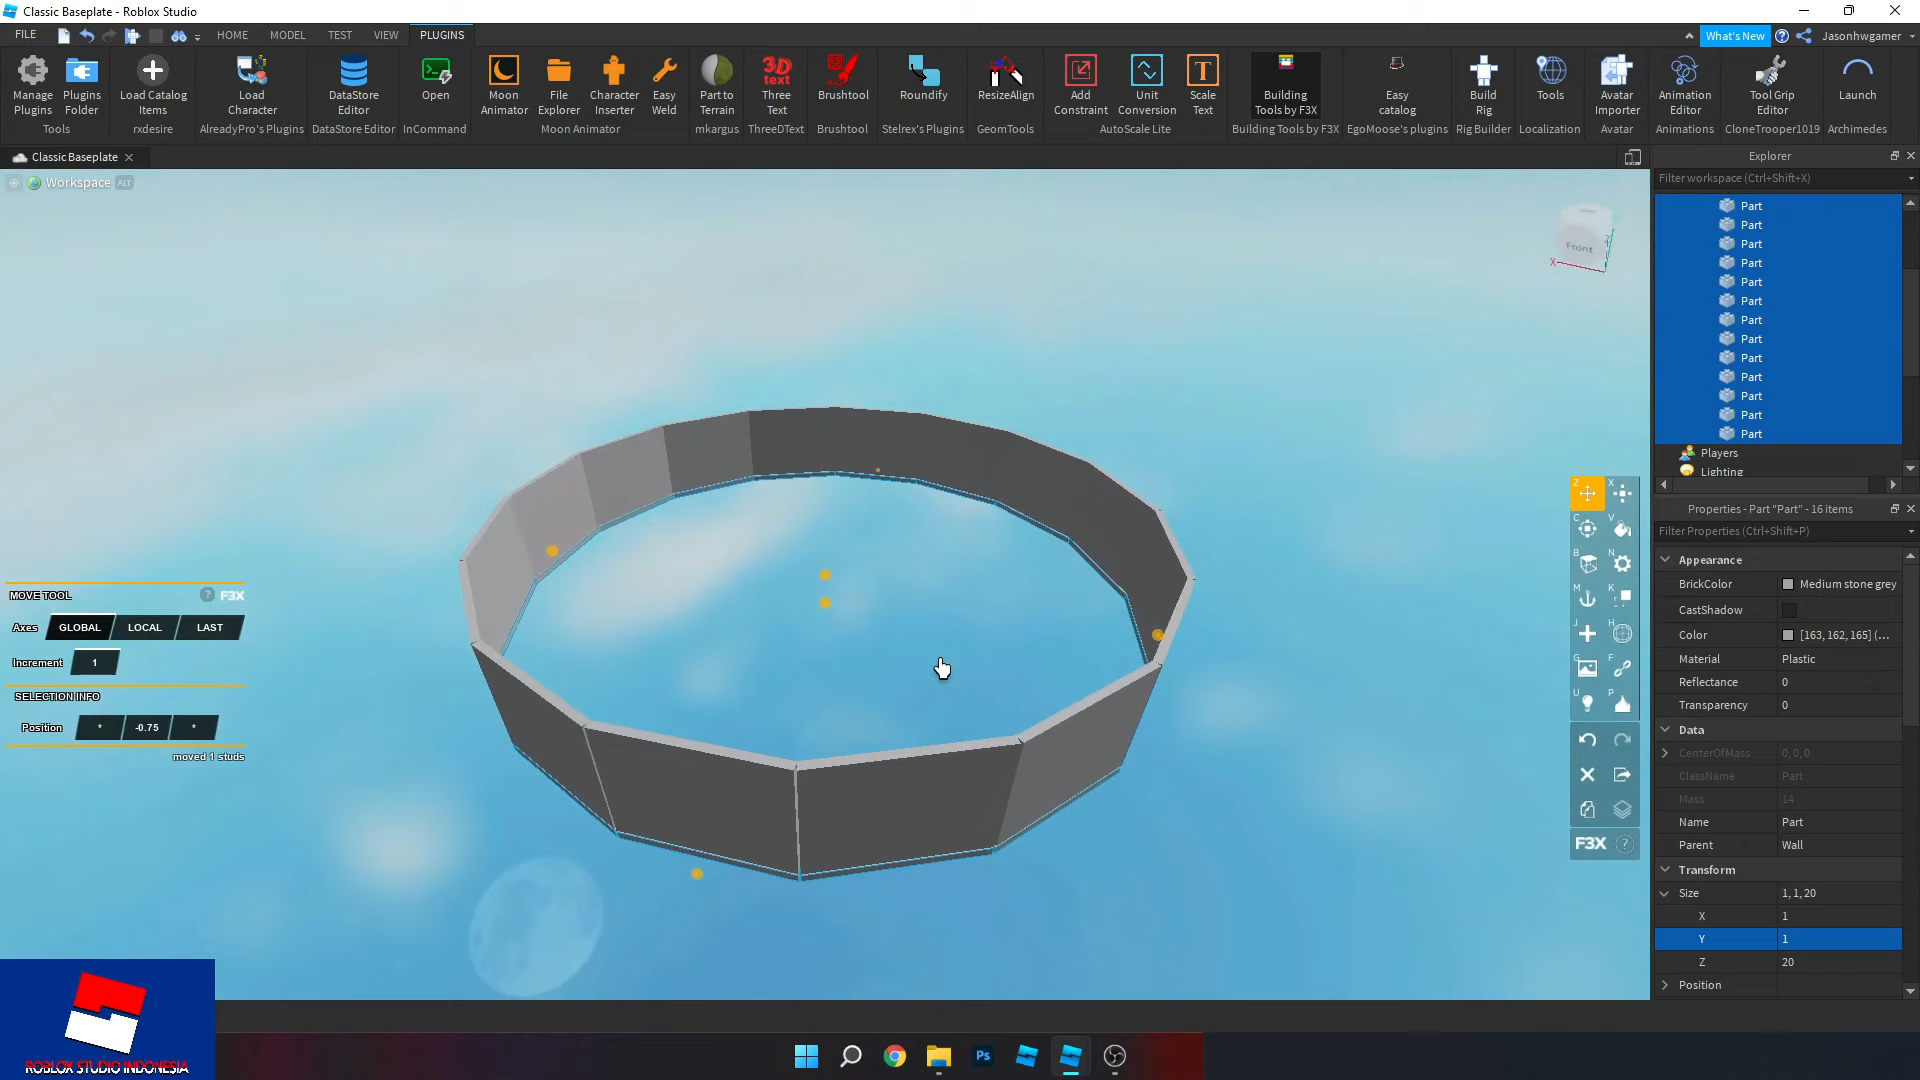 Classic Baseplate - Roblox Studio
FILE HOME MODEL TEST VIEW PLUGINS What's New Jasonhwgamer
Manage Plugins
Plugins Folder
Tools
Load Catalog Items
rxdesire
Load Character
AlreadyPro's Plugins
DataStore Editor
DataStore Editor
Open
InCommand
Moon Animator
File Explorer
Character Inserter
Easy Weld
Moon Animator
Part to Terrain
mkargus
3D text
Three Text
ThreeDText
Brushtool
Brushtool
Roundify
Stelrex's Plugins
ResizeAlign
GeomTools
Add Constraint
Unit Conversion
T
Scale Text
AutoScale Lite
Building Tools by F3X
Building Tools by F3X
Easy catalog
EgoMoose's plugins
Build Rig
Rig Builder
Tools
Localization
Avatar Importer
Avatar
Animation Editor
Animations
Tool Grip Editor
CloneTrooper1019
Launch
Archimedes
Classic Baseplate
Workspace ALT
Front
X
Z
MOVE TOOL ? F3X
Axes GLOBAL LOCAL LAST
Increment 1
SELECTION INFO
Position * -0.75 *
moved 1 studs
Z X
C V
B N
M K
J H
G F
U P
F3X ?
Explorer
Filter workspace (Ctrl+Shift+X)
Part
Part
Part
Part
Part
Part
Part
Part
Part
Part
Part
Part
Part
Players
Lighting
Properties - Part "Part" - 16 items
Filter Properties (Ctrl+Shift+P)
Appearance
BrickColor Medium stone grey
CastShadow
Color [163, 162, 165] (...
Material Plastic
Reflectance 0
Transparency 0
Data
CenterOfMass 0, 0, 0
ClassName Part
Mass 14
Name Part
Parent Wall
Transform
Size 1, 1, 20
X 1
Y 1
Z 20
Position
ROBLOX STUDIO INDONESIA
Ps